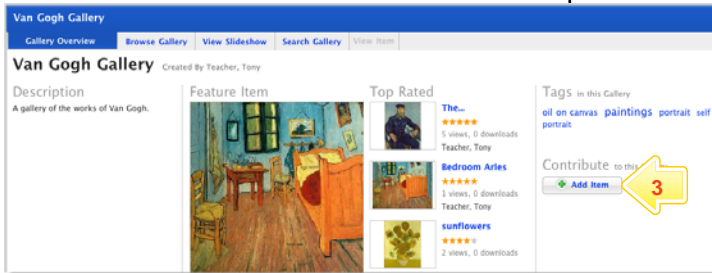 Van Gogh Gallery
Gallery Overview Browse Gallery View Slideshow Search Gallery View Item
Van Gogh Gallery Created By Teacher, Tony
Description
A gallery of the works of Van Gogh.
Feature Item
Top Rated
The...
5 views, 0 downloads
Teacher, Tony
Bedroom Arles
1 views, 0 downloads
Teacher, Tony
sunflowers
2 views, 0 downloads
Tags in this Gallery
oil on canvas paintings portrait self
portrait
Contribute to this
Add Item
3